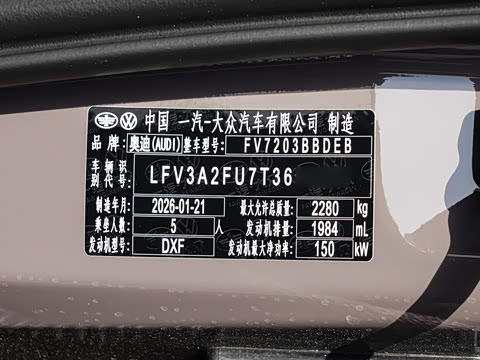 中国 一汽-大众汽车有限公司 制造
品牌 奥迪(AUDI) 整车型号: FV7203BBDEB
车辆识别代号: LFV3A2FU7T36
制造年月: 2026-01-21 最大允许总质量: 2280 kg
乘坐人数: 5 人 发动机排量: 1984 mL
发动机型号: DXF 发动机最大净功率: 150 kW